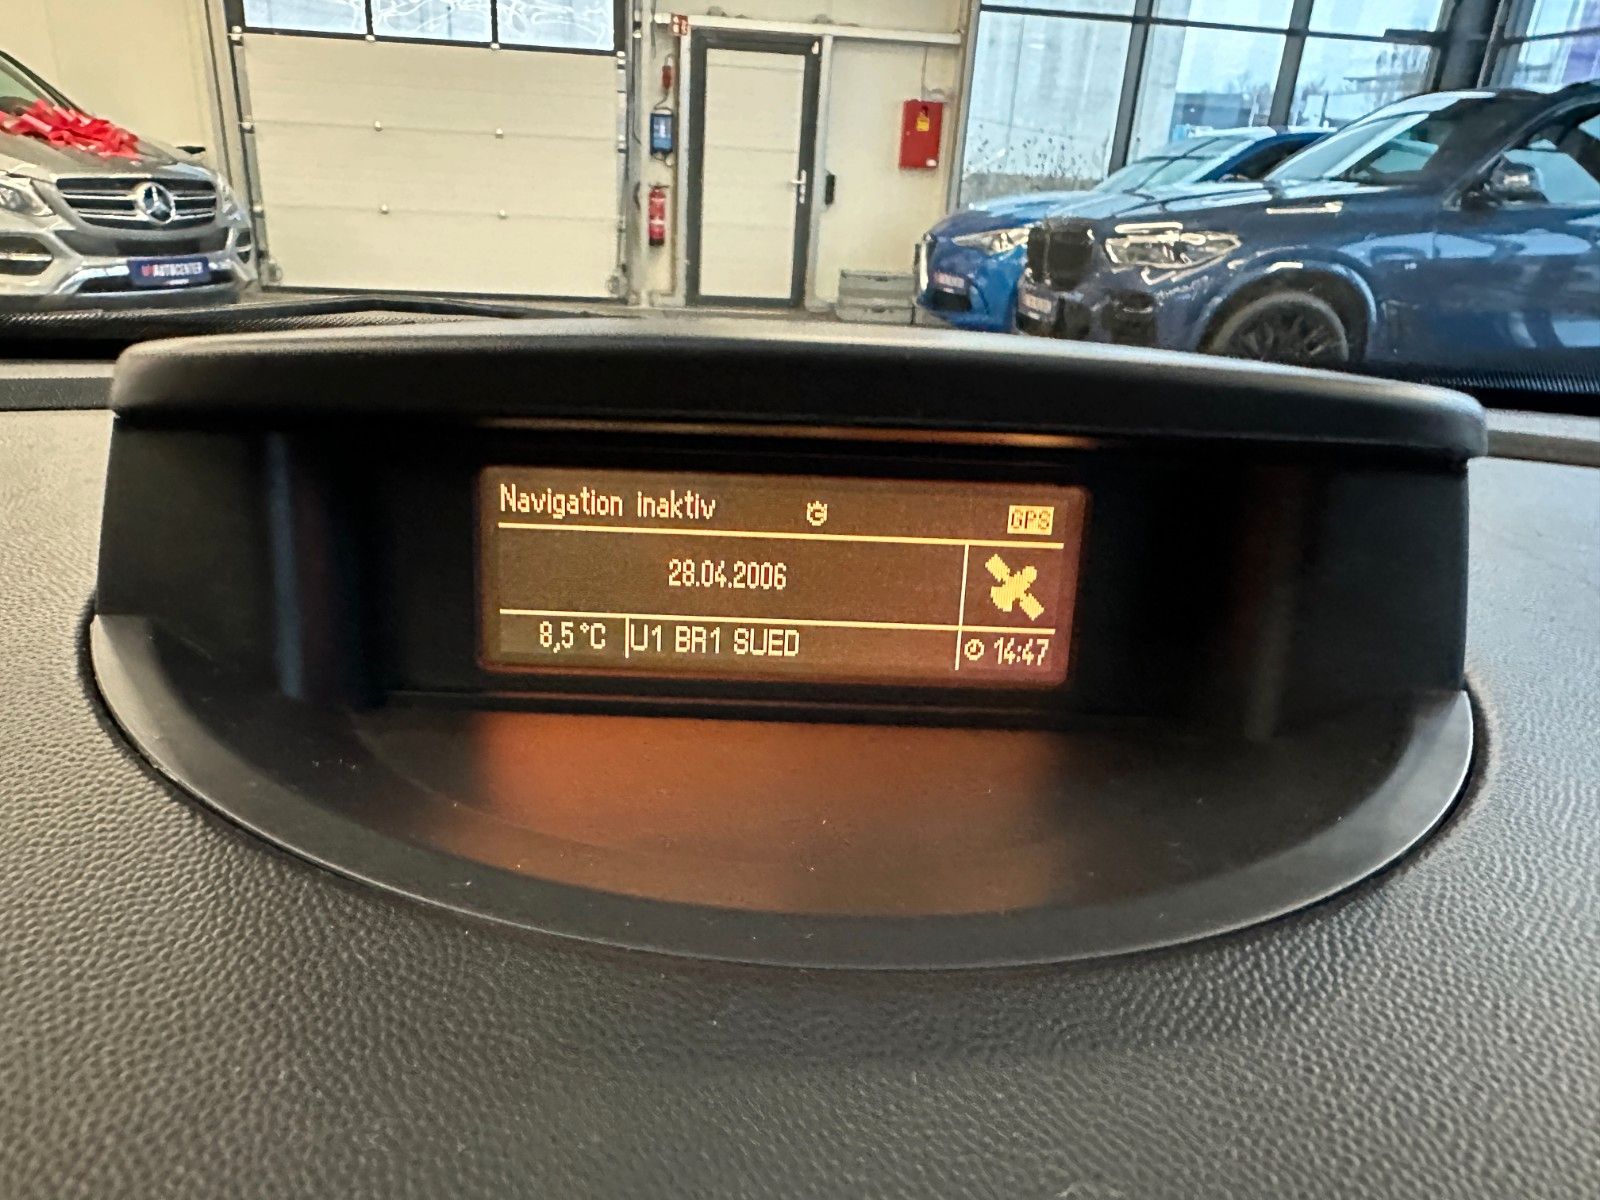 AUTOCENTER
Navigation inaktiv GPS
28.04.2006
8,5°C U1 BR1 SUED 14:47